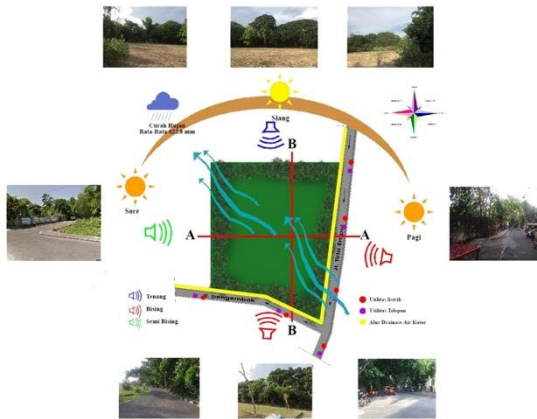 Siang
Curah Hujan
Rata-Rata 422.8 mm
B
Sore
Pagi
A
A
Tenang
Bising
Semi Bising
B
Utilitas listrik
Utilitas Telepon
Alur Drainase Air Kotor